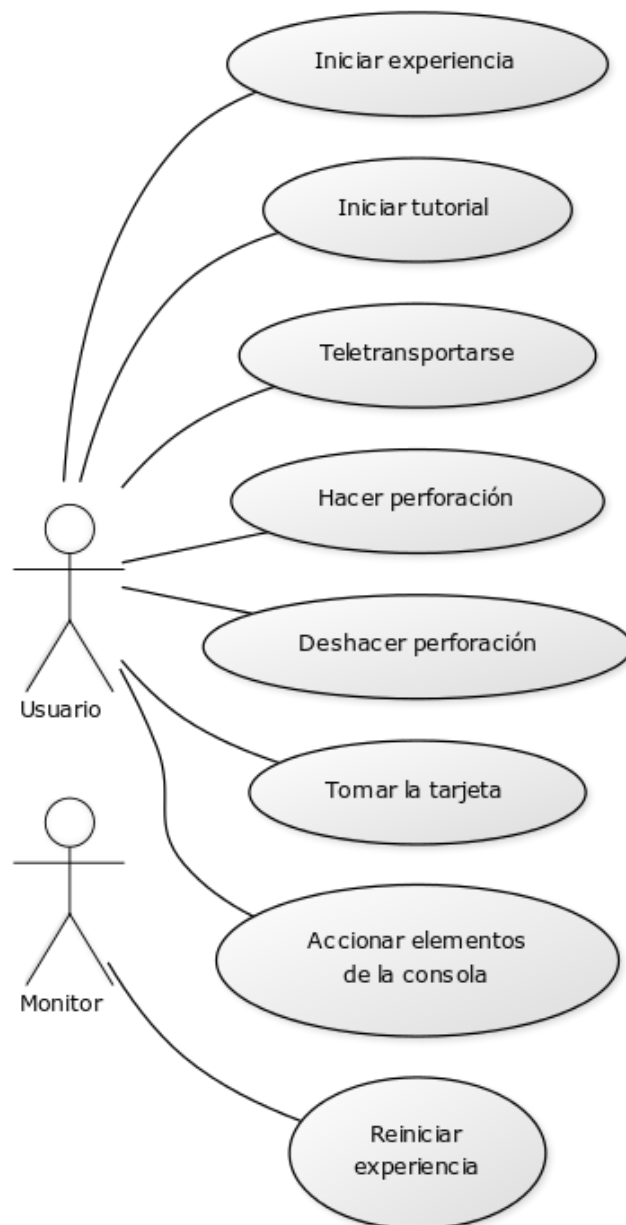 Iniciar experiencia
Iniciar tutorial
Teletransportarse
Hacer perforación
Deshacer perforación
Usuario
Tomar la tarjeta
Accionar elementos
de la consola
Monitor
Reiniciar
experiencia